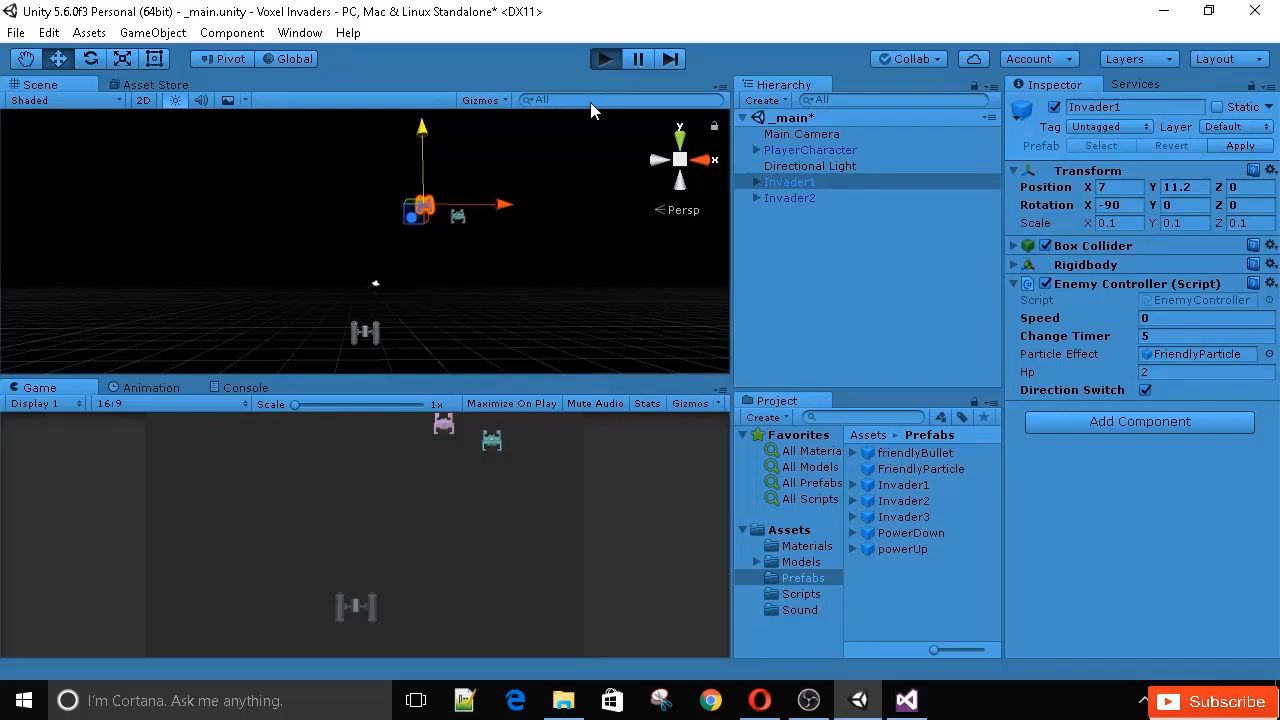 Unity 5.6.0f3 Personal (64bit) - _main.unity - Voxel Invaders - PC, Mac & Linux Standalone* <DX11>
File Edit Assets GameObject Component Window Help
Pivot Global Collab Account Layers Layout
Scene Asset Store
Shaded 2D Gizmos All
y
x
Persp
Hierarchy
Create All
_main*
Main Camera
PlayerCharacter
Directional Light
Invader1
Invader2
Inspector Services
Invader1 Static
Tag Untagged Layer Default
Prefab Select Revert Apply
Transform
Position X 7 Y 11.2 Z 0
Rotation X -90 Y 0 Z 0
Scale X 0.1 Y 0.1 Z 0.1
Box Collider
Rigidbody
Enemy Controller (Script)
Script EnemyController
Speed 0
Change Timer 5
Particle Effect FriendlyParticle
Hp 2
Direction Switch
Add Component
Game Animation Console
Display 1 16:9 Scale 1x Maximize On Play Mute Audio Stats Gizmos
Project
Create
Favorites
All Materia
All Models
All Prefabs
All Scripts
Assets
Materials
Models
Prefabs
Scripts
Sound
Assets Prefabs
friendlyBullet
FriendlyParticle
Invader1
Invader2
Invader3
PowerDown
powerUp
I'm Cortana. Ask me anything.
Subscribe